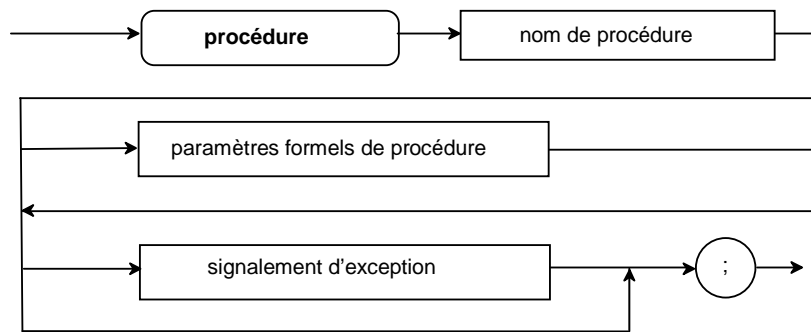 procédure
nom de procédure
paramètres formels de procédure
signalement d'exception
;